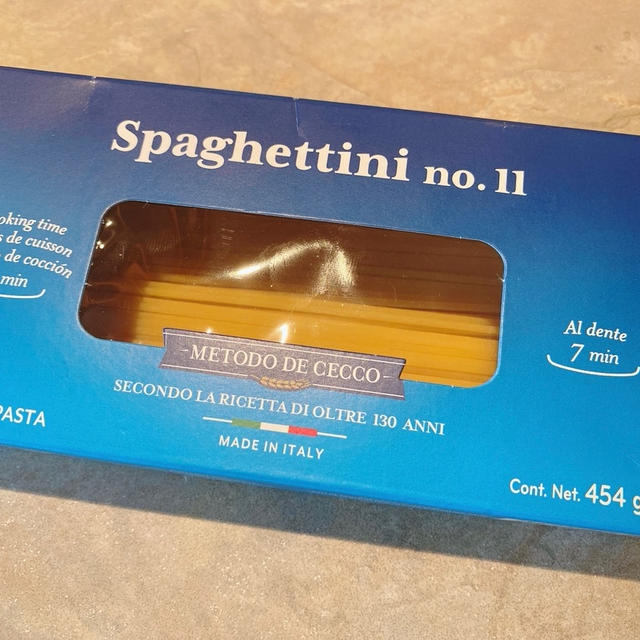 Spaghettini no.11
oking time
s de cuisson
de cocción
min
Al dente
7 min
METODO DE CECCO
SECONDO LA RICETTA DI OLTRE 130 ANNI
MADE IN ITALY
PASTA
Cont. Net. 454 g